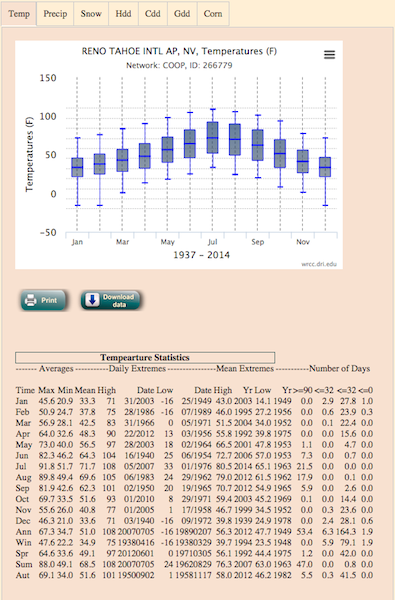 Temp Precip Snow Hdd Cdd Gdd Corn
RENO TAHOE INTL AP, NV, Temperatures (F)
Network: COOP, ID: 266779
Temperatures (F)
150
100
50
0
-50
Jan Mar May Jul Sep Nov
1937 - 2014
wrcc.dri.edu
Print
Download data
Tempearture Statistics
------- Averages -----------Daily Extremes ---------------Mean Extremes -----------Number of Days
Time Max Min Mean High Date Low Date High Yr Low Yr>=90 <=32 <=32 <=0
Jan 45.6 20.9 33.3 71 31/2003 -16 25/1949 43.0 2003 14.1 1949 0.0 2.9 27.8 1.0
Feb 50.9 24.7 37.8 75 28/1986 -16 07/1989 46.0 1995 27.2 1956 0.0 0.6 23.9 0.3
Mar 56.9 28.1 42.5 83 31/1966 0 05/1971 51.5 2004 34.0 1952 0.0 0.1 22.4 0.0
Apr 64.0 32.6 48.3 90 22/2012 13 03/1956 55.8 1992 39.8 1975 0.0 0.0 15.6 0.0
May 73.0 40.0 56.5 97 28/2003 18 02/1964 66.5 2001 47.8 1953 1.1 0.0 4.7 0.0
Jun 82.3 46.2 64.3 104 16/1940 25 06/1954 72.7 2006 57.0 1953 7.3 0.0 0.7 0.0
Jul 91.8 51.7 71.7 108 05/2007 33 01/1976 80.5 2014 65.1 1963 21.5 0.0 0.0 0.0
Aug 89.8 49.4 69.6 105 06/1983 24 29/1962 79.0 2012 61.5 1962 17.9 0.0 0.1 0.0
Sep 81.9 42.6 62.3 101 02/1950 20 19/1965 70.7 2012 54.9 1965 5.9 0.0 2.6 0.0
Oct 69.7 33.5 51.6 93 01/2010 8 29/1971 59.4 2003 45.2 1969 0.1 0.0 14.4 0.0
Nov 55.6 26.0 40.8 77 01/2005 1 17/1958 46.7 1999 34.5 1952 0.0 0.3 23.6 0.0
Dec 46.3 21.0 33.6 71 03/1940 -16 09/1972 39.8 1939 24.9 1978 0.0 2.4 28.1 0.6
Ann 67.3 34.7 51.0 108 20070705 -16 19890207 56.3 2012 47.7 1949 53.4 6.3 164.3 1.9
Win 47.6 22.2 34.9 75 19380416 -16 19380329 39.7 1994 23.5 1948 0.0 5.9 79.1 1.9
Spr 64.6 33.6 49.1 97 20120601 0 19710305 56.1 1992 44.4 1975 1.2 0.0 42.0 0.0
Sum 88.0 49.1 68.5 108 20070705 24 19620829 76.3 2007 63.0 1963 47.0 0.0 0.8 0.0
Aut 69.1 34.0 51.6 101 19500902 1 19581117 58.0 2012 46.2 1982 5.5 0.3 41.5 0.0